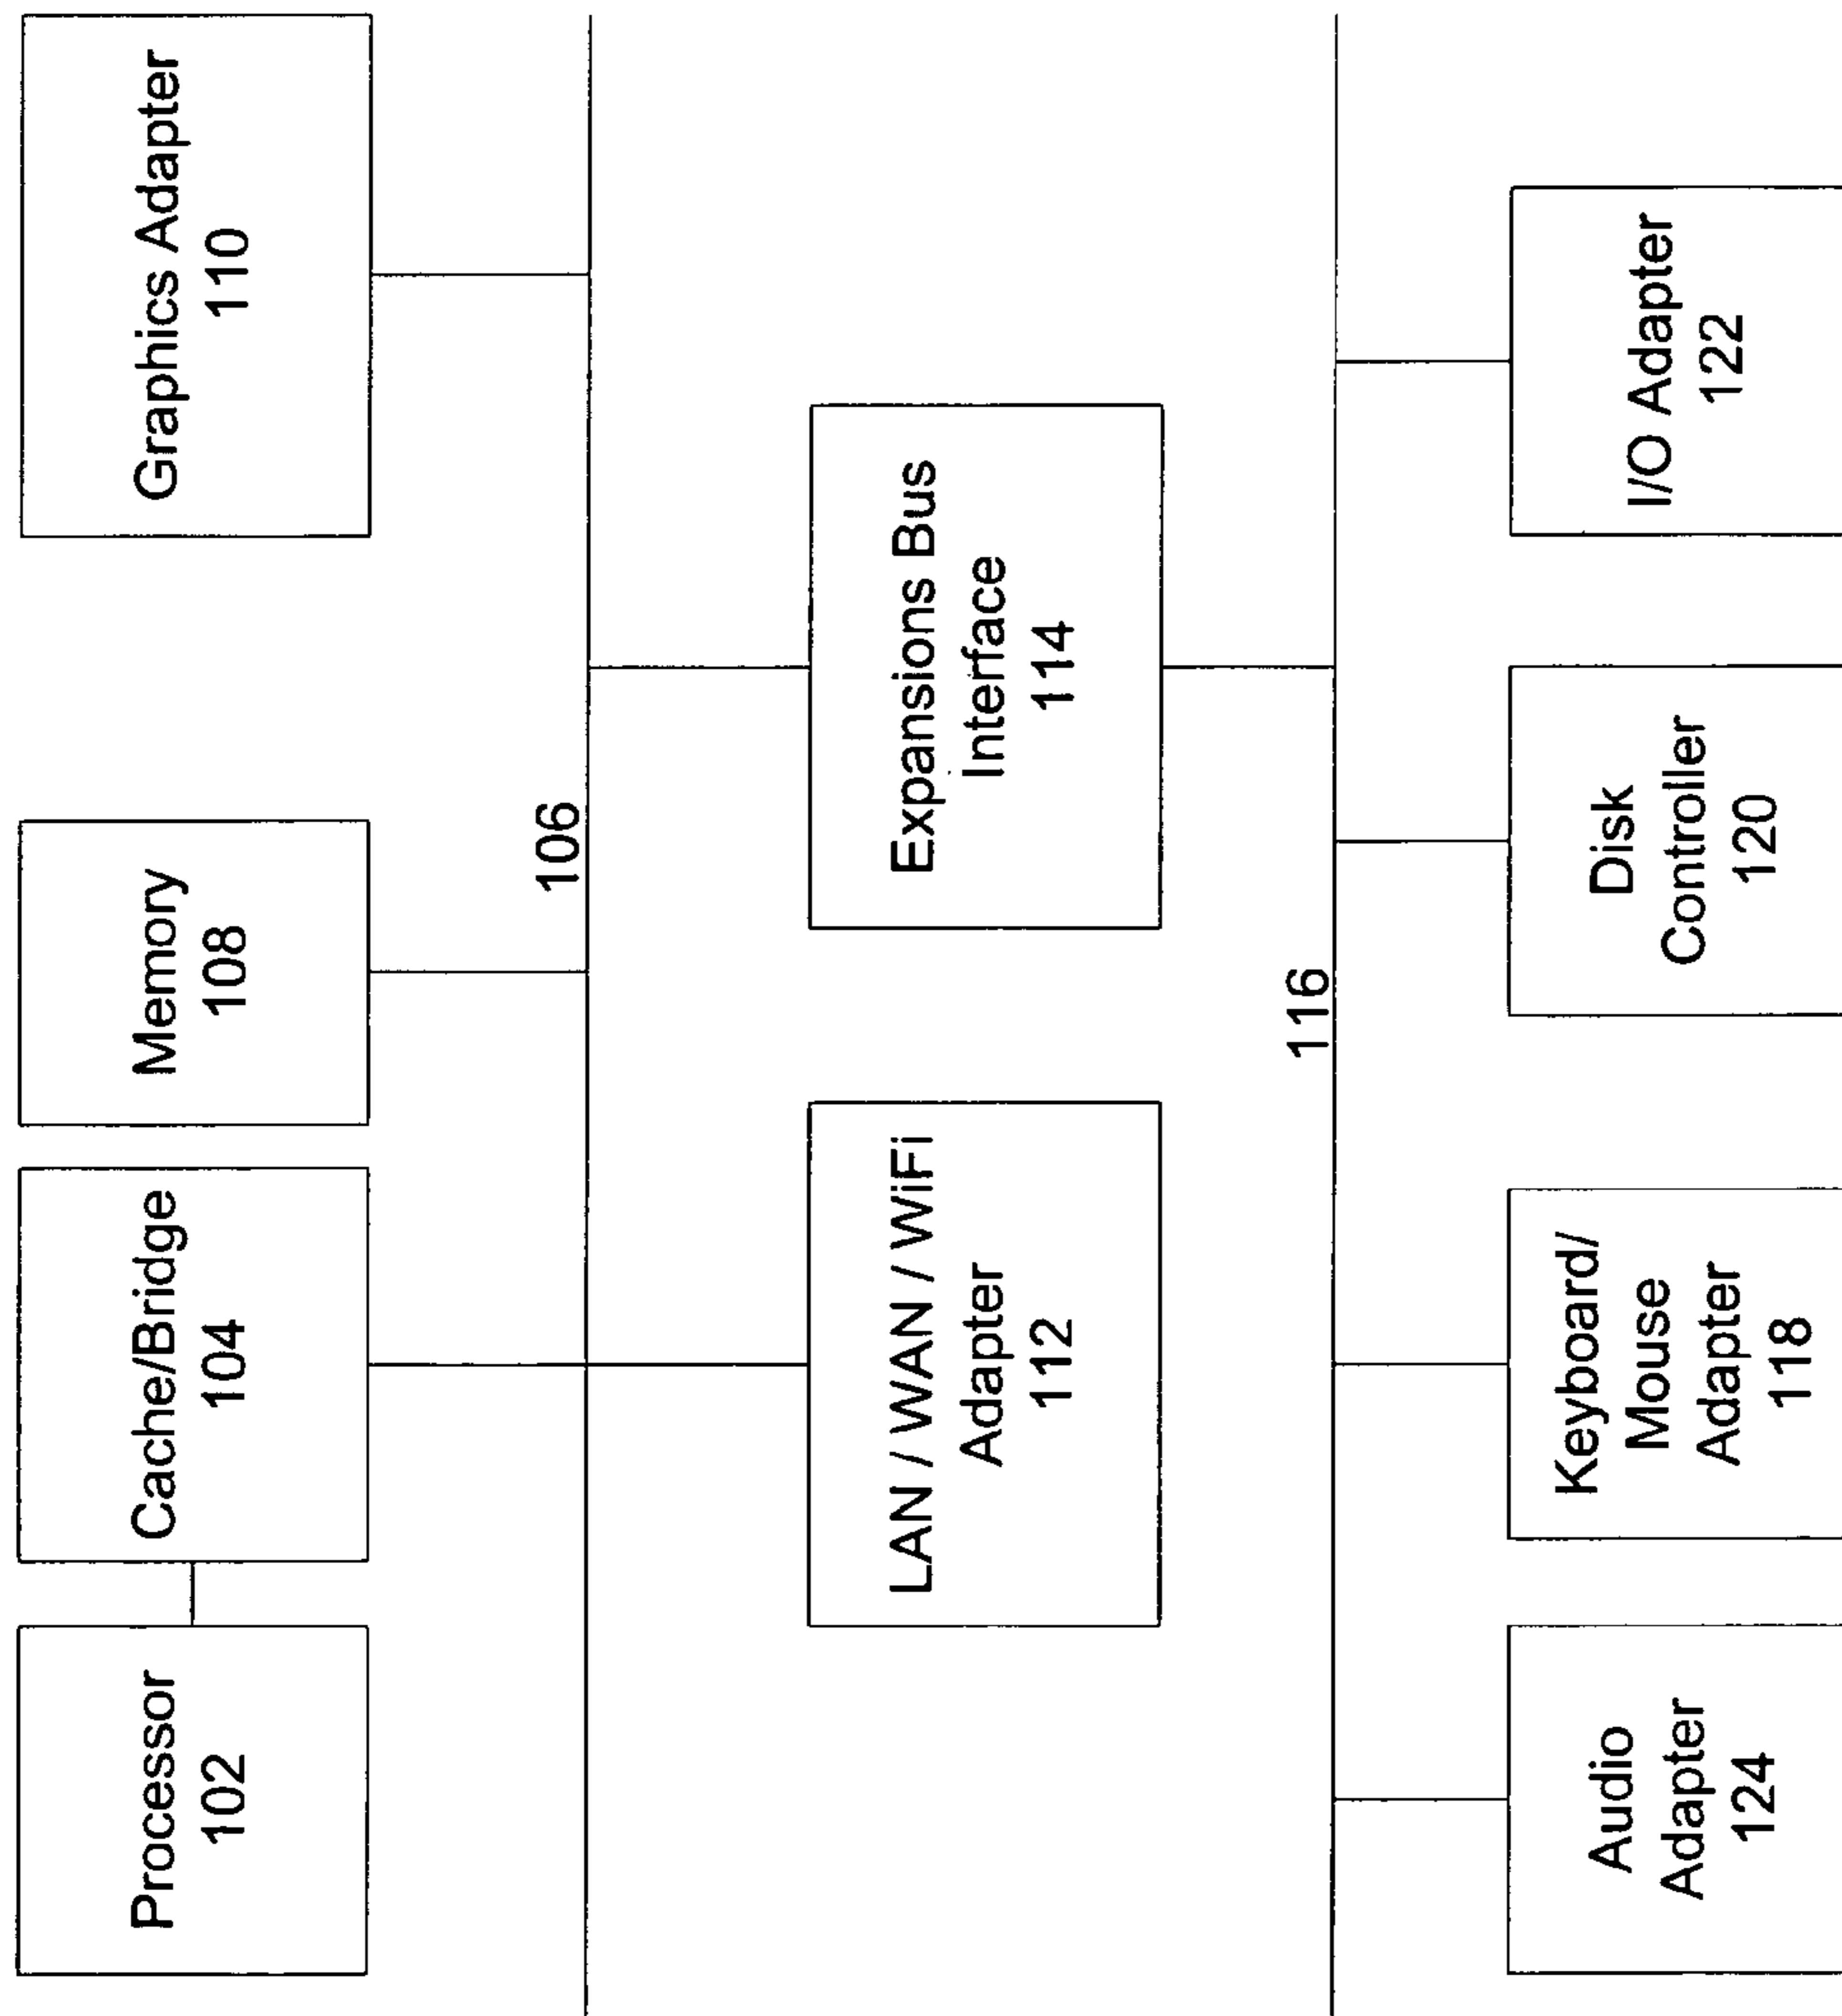 Processor
102
Cache/Bridge
104
Memory
108
Graphics Adapter
110
106
LAN / WAN / WiFi
Adapter
112
Expansions Bus
Interface
114
116
Audio
Adapter
124
Keyboard/
Mouse
Adapter
118
Disk
Controller
120
I/O Adapter
122